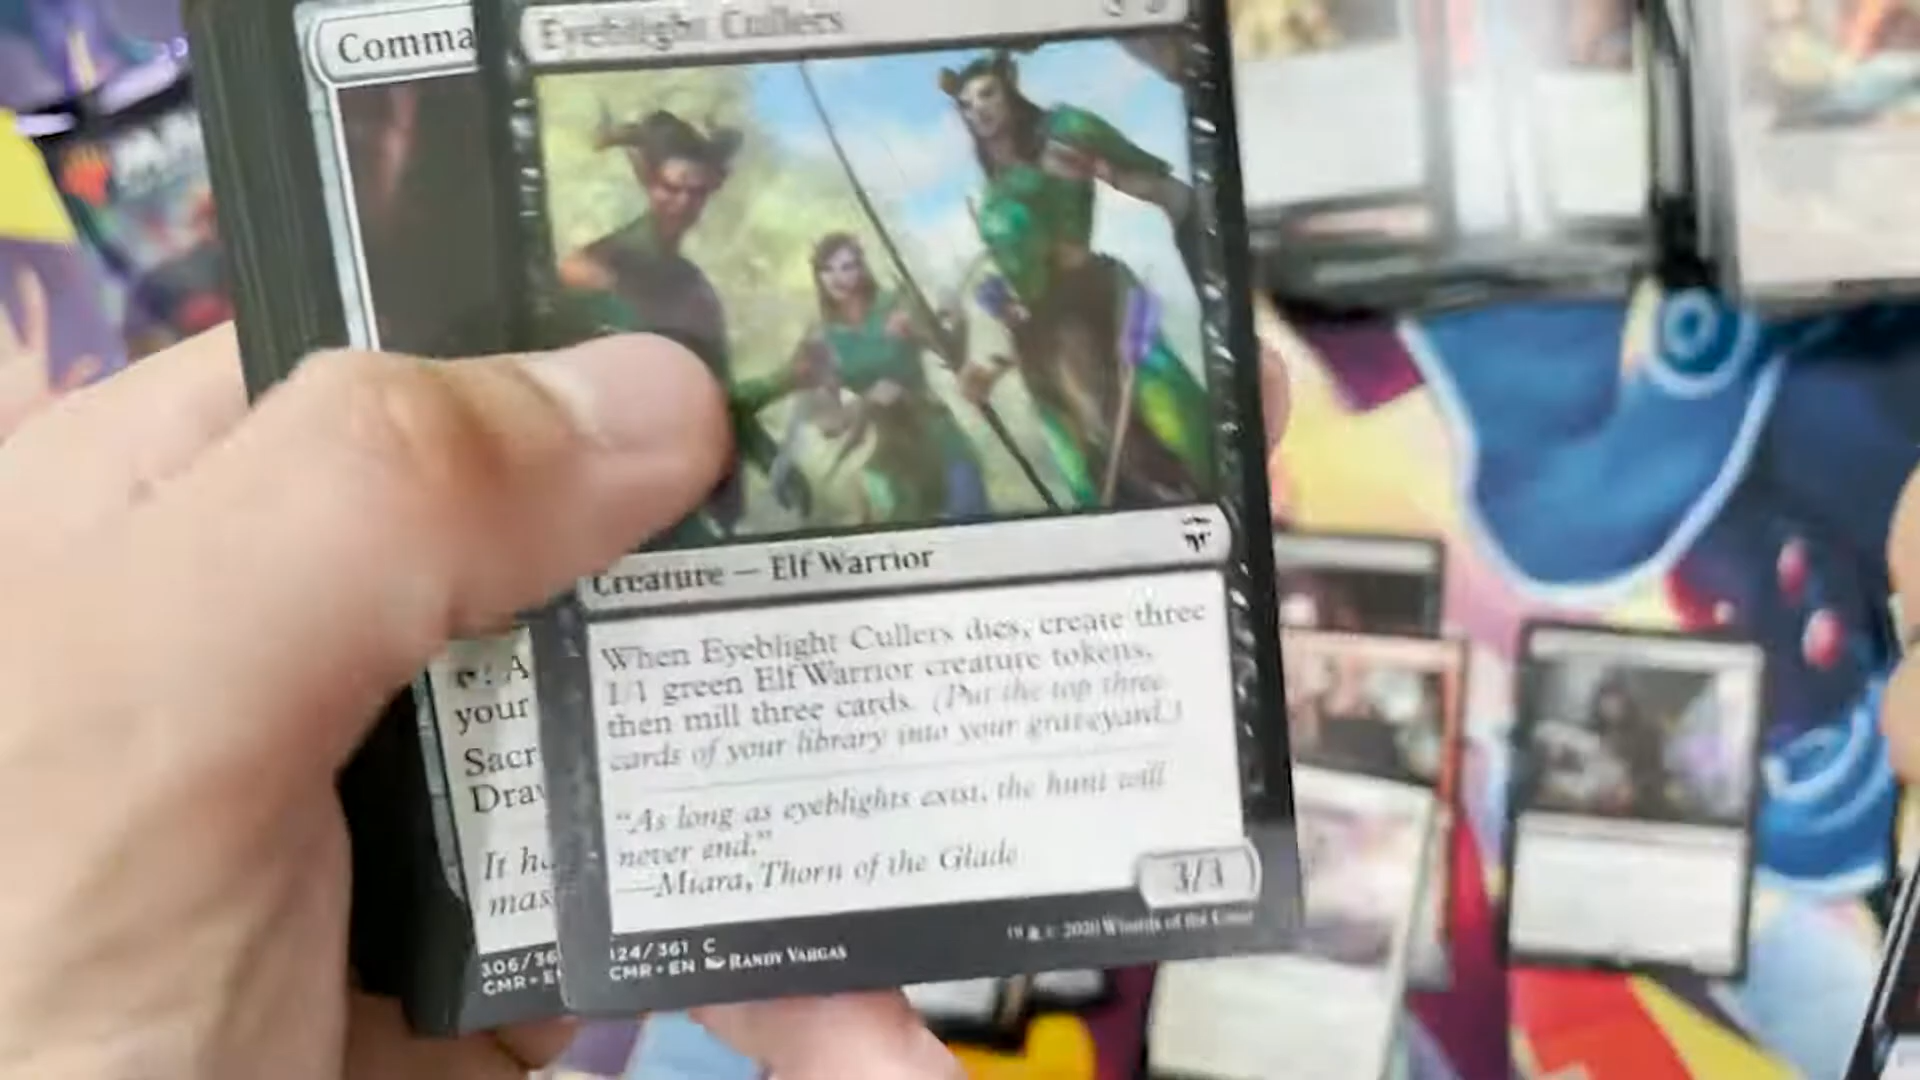 Comma
Eyeblight Cullers
Creature — Elf Warrior
When Eyeblight Cullers dies, create three
1/1 green Elf Warrior creature tokens,
then mill three cards. (Put the top three
cards of your library into your graveyard.)
"As long as eyeblights exist, the hunt will
never end."
—Miara, Thorn of the Glade
3/3
124/361 C
CMR • EN RANDY VARGAS
2020 Wizards of the Coast
: A
your
Sacr
Draw
It ha
mas
306/36
CMR • E